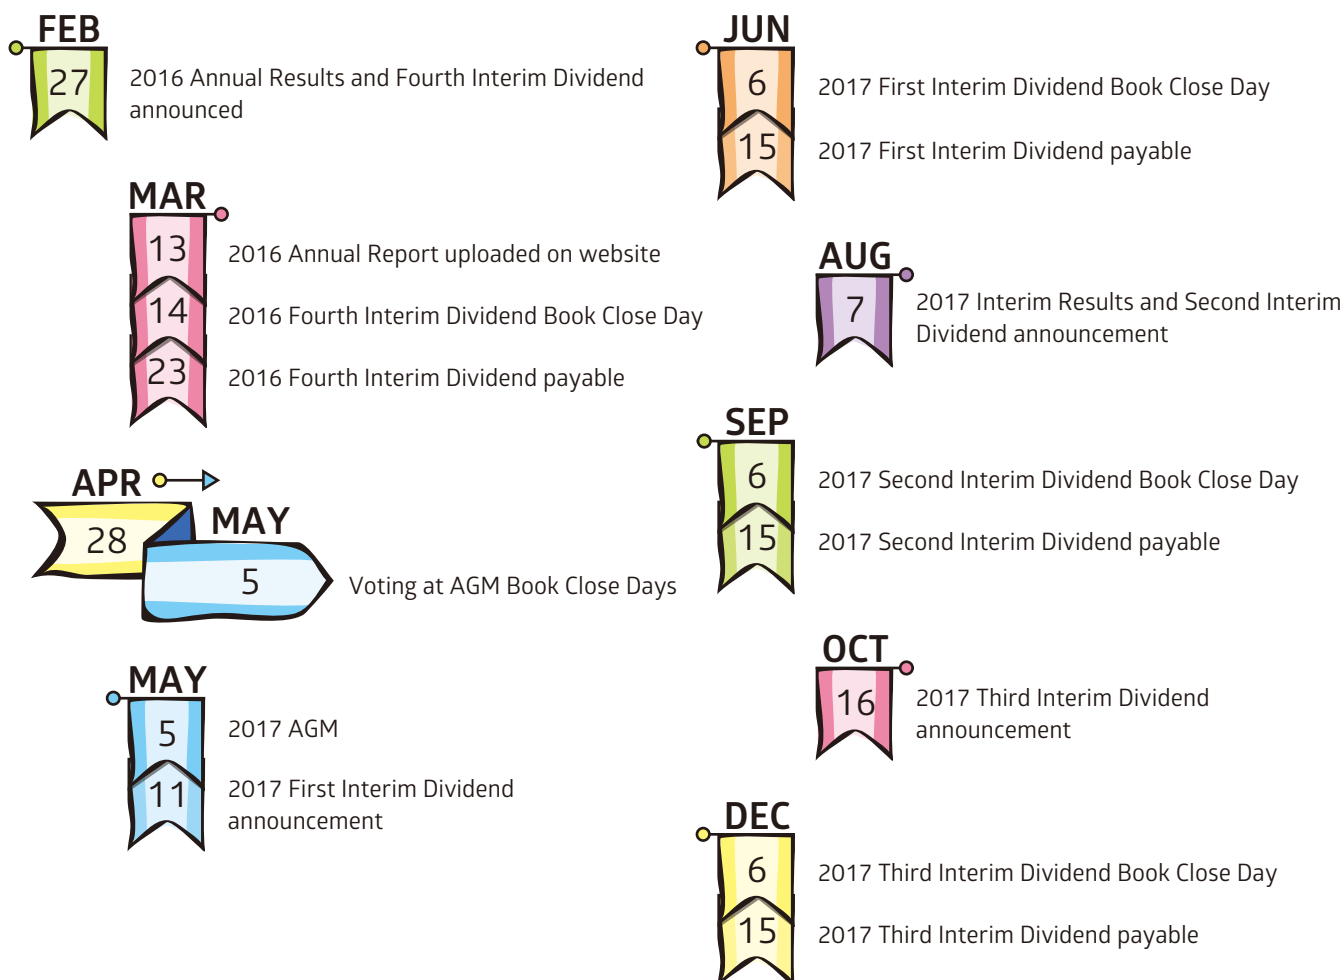 FEB
27
2016 Annual Results and Fourth Interim Dividend
announced
MAR
13
2016 Annual Report uploaded on website
14
2016 Fourth Interim Dividend Book Close Day
23
2016 Fourth Interim Dividend payable
APR
28
MAY
5
Voting at AGM Book Close Days
MAY
5
2017 AGM
11
2017 First Interim Dividend
announcement
JUN
6
2017 First Interim Dividend Book Close Day
15
2017 First Interim Dividend payable
AUG
7
2017 Interim Results and Second Interim
Dividend announcement
SEP
6
2017 Second Interim Dividend Book Close Day
15
2017 Second Interim Dividend payable
OCT
16
2017 Third Interim Dividend
announcement
DEC
6
2017 Third Interim Dividend Book Close Day
15
2017 Third Interim Dividend payable